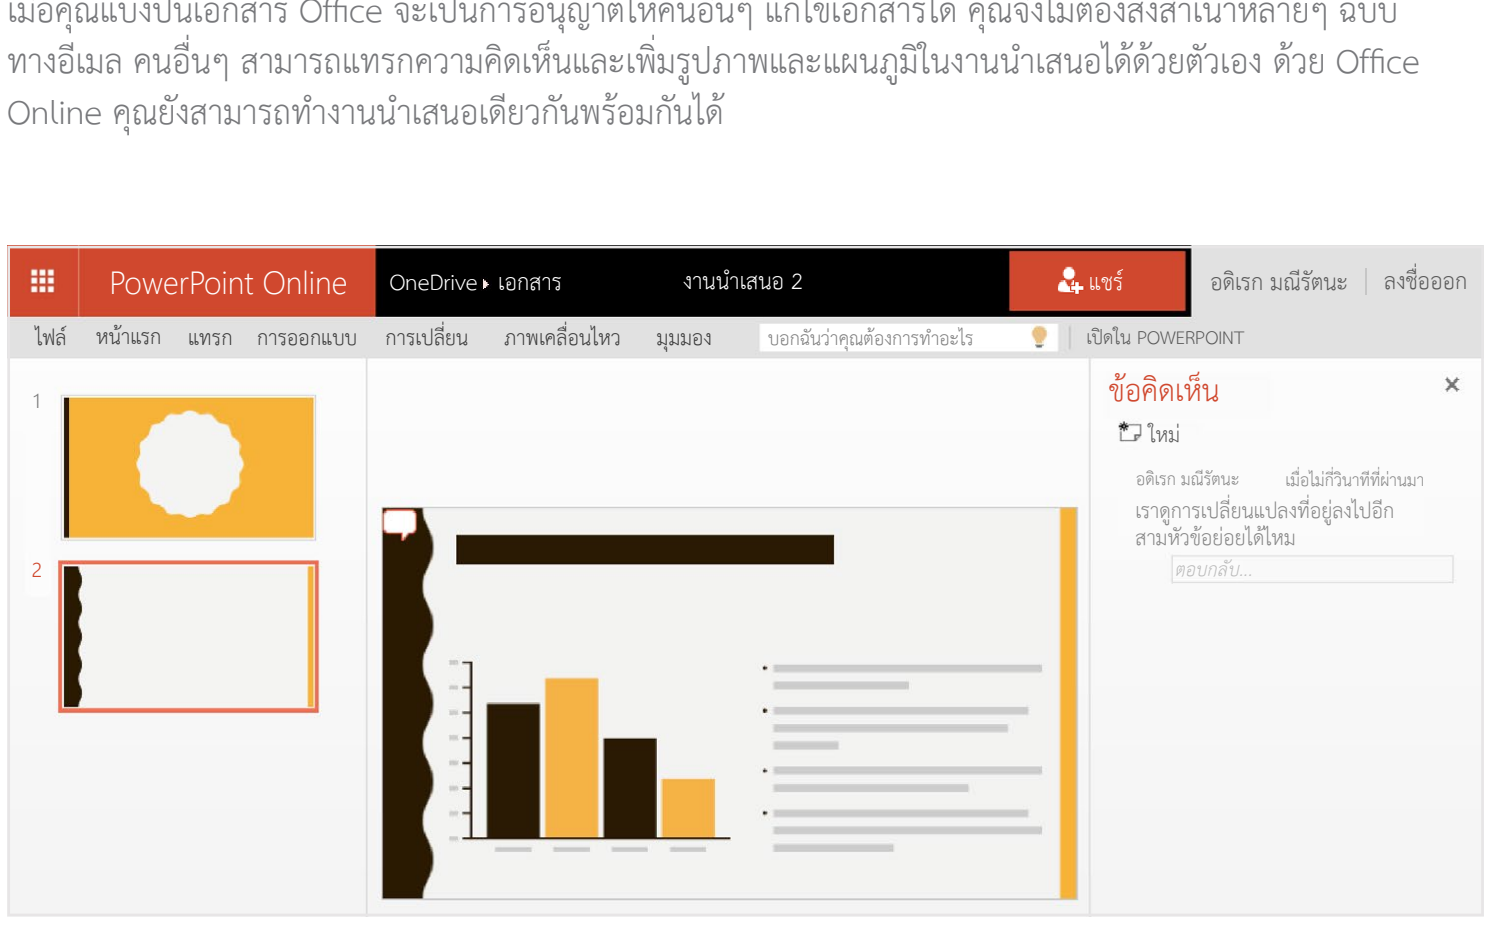 เมื่อคุณแบ่งปันเอกสาร Office จะเป็นการอนุญาตให้คนอื่นๆ แก้ไขเอกสารได้ คุณจึงไม่ต้องส่งสำเนาหลายๆ ฉบับ
ทางอีเมล คนอื่นๆ สามารถแทรกความคิดเห็นและเพิ่มรูปภาพและแผนภูมิในงานนำเสนอได้ด้วยตัวเอง ด้วย Office
Online คุณยังสามารถทำงานนำเสนอเดียวกันพร้อมกันได้
PowerPoint Online OneDrive เอกสาร งานนำเสนอ 2 แชร์ อดิเรก มณีรัตนะ ลงชื่อออก
ไฟล์ หน้าแรก แทรก การออกแบบ การเปลี่ยน ภาพเคลื่อนไหว มุมมอง บอกฉันว่าคุณต้องการทำอะไร เปิดใน POWERPOINT
1
2
ข้อคิดเห็น
ใหม่
อดิเรก มณีรัตนะ เมื่อไม่กี่วินาทีที่ผ่านมา
เราดูการเปลี่ยนแปลงที่อยู่ลงไปอีก
สามหัวข้อย่อยได้ไหม
ตอบกลับ...